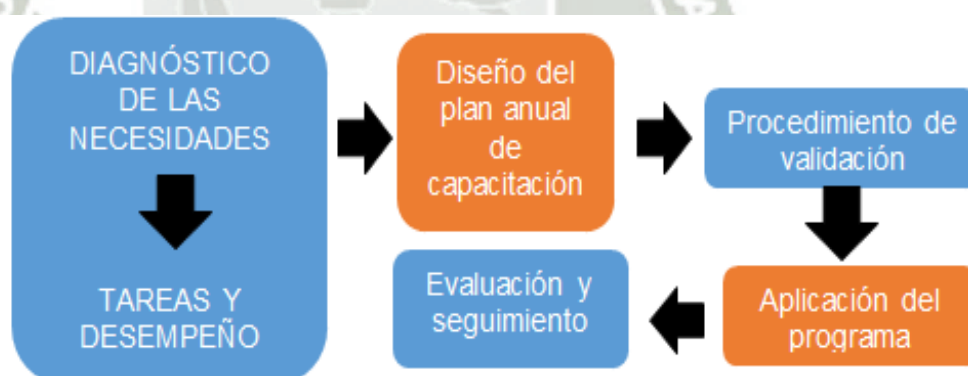 DIAGNÓSTICO
DE LAS
NECESIDADES
TAREAS Y
DESEMPEÑO
Diseño del
plan anual
de
capacitación
Procedimiento de
validación
Aplicación del
programa
Evaluación y
seguimiento